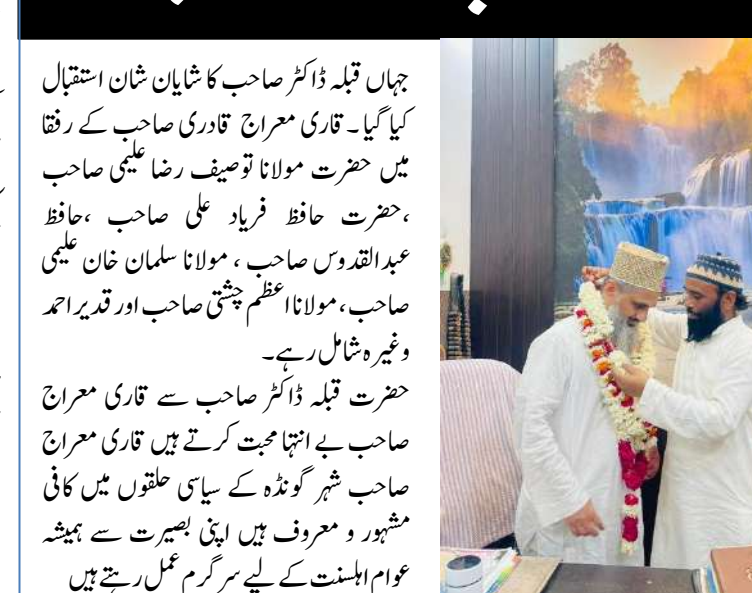 جہاں قبلہ ڈاکٹر صاحب کا شایان شان استقبال
کیا گیا۔ قاری معراج قادری صاحب کے رفقا
میں حضرت مولانا توصیف رضا علیمی صاحب
،حضرت حافظ فریاد علی صاحب ،حافظ
عبدالقدوس صاحب ، مولانا سلمان خان علیمی
صاحب،مولانااعظم چشتی صاحب اور قدیر احمد
وغیرہ شامل رہے۔
حضرت قبلہ ڈاکٹر صاحب سے قاری معراج
صاحب بے انتہا محبت کرتے ہیں قاری معراج
صاحب شہر گونڈہ کے سیاسی حلقوں میں کافی
مشہور و معروف ہیں اپنی بصیرت سے ہمیشہ
عوام اہلسنت کے لیے سرگرم عمل رہتے ہیں